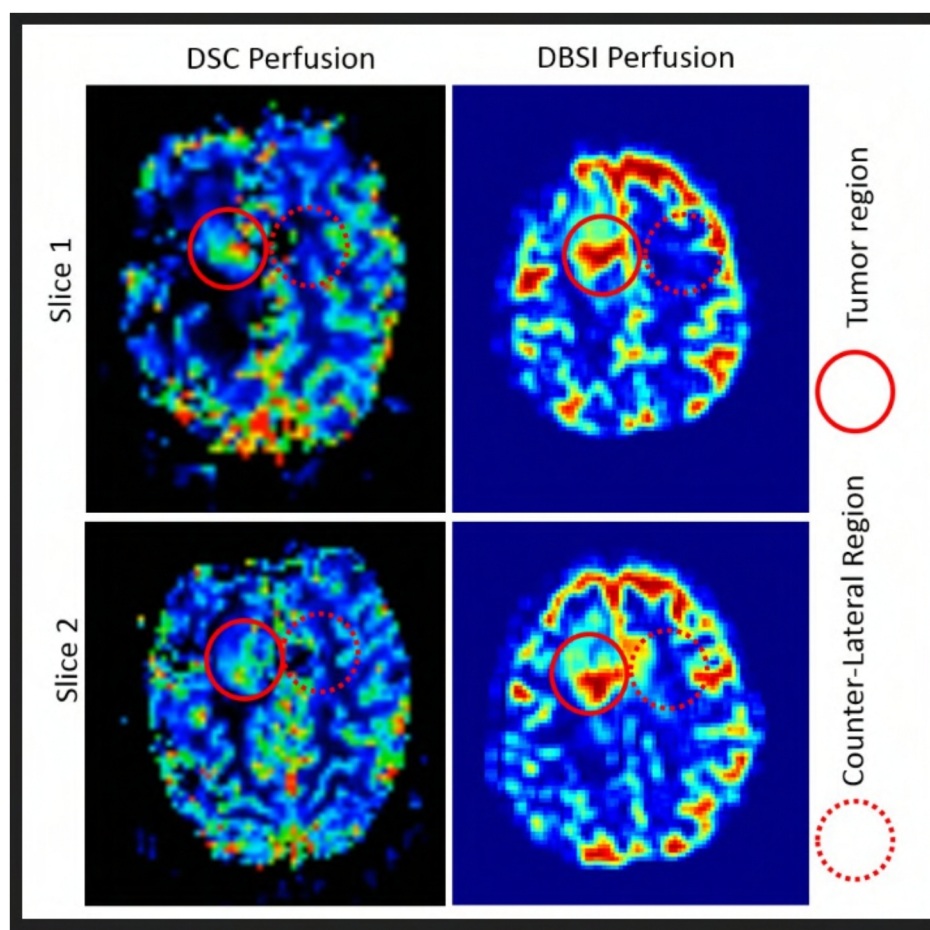 DSC Perfusion
DBSI Perfusion
Slice 1
Slice 2
Tumor region
Counter-Lateral Region